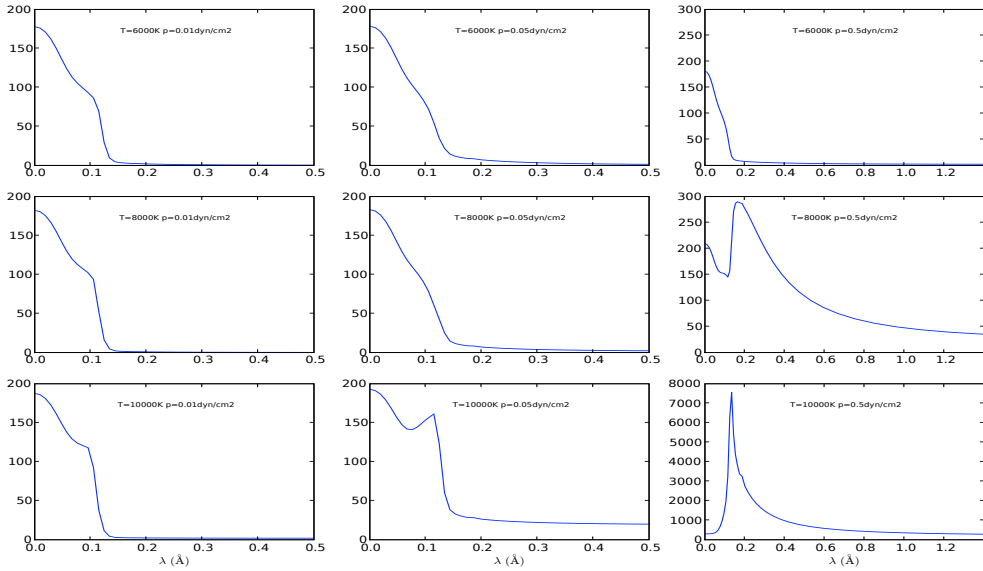 200
150
100
50
0
T=6000K p=0.01dyn/cm2
0.0 0.1 0.2 0.3 0.4 0.5
200
150
100
50
0
T=6000K p=0.05dyn/cm2
0.0 0.1 0.2 0.3 0.4 0.5
300
250
200
150
100
50
0
T=6000K p=0.5dyn/cm2
0.0 0.2 0.4 0.6 0.8 1.0 1.2
200
150
100
50
0
T=8000K p=0.01dyn/cm2
0.0 0.1 0.2 0.3 0.4 0.5
200
150
100
50
0
T=8000K p=0.05dyn/cm2
0.0 0.1 0.2 0.3 0.4 0.5
300
250
200
150
100
50
0
T=8000K p=0.5dyn/cm2
0.0 0.2 0.4 0.6 0.8 1.0 1.2
200
150
100
50
0
T=10000K p=0.01dyn/cm2
0.0 0.1 0.2 0.3 0.4 0.5
λ (Å)
200
150
100
50
0
T=10000K p=0.05dyn/cm2
0.0 0.1 0.2 0.3 0.4 0.5
λ (Å)
8000
7000
6000
5000
4000
3000
2000
1000
0
T=10000K p=0.5dyn/cm2
0.0 0.2 0.4 0.6 0.8 1.0 1.2
λ (Å)